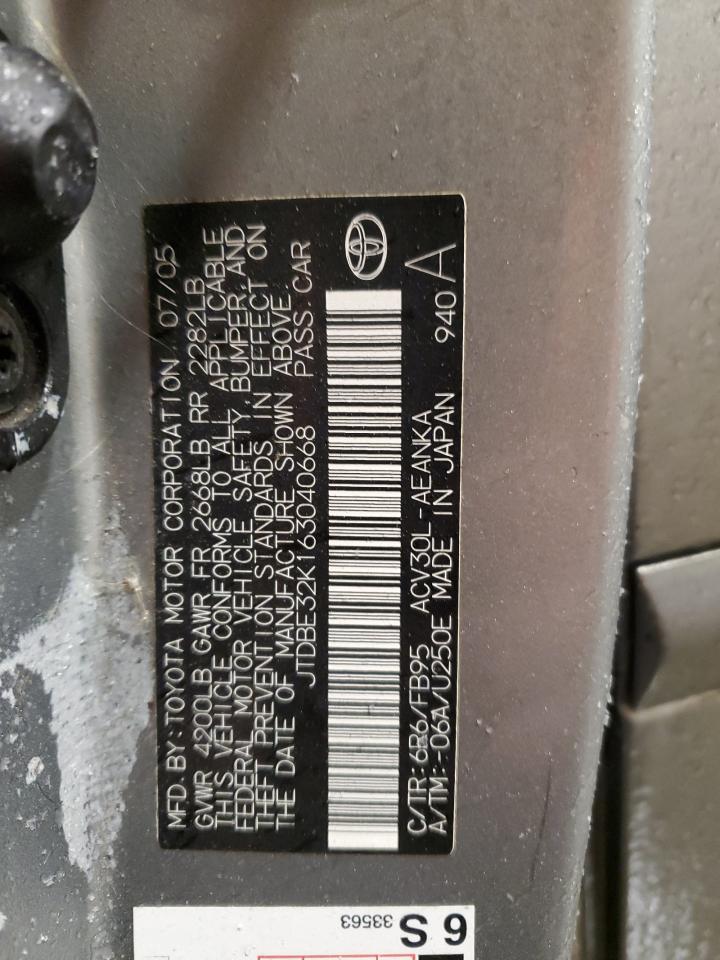 MFD.BY:TOYOTA MOTOR CORPORATION 07/05
GVWR 4200LB GAWR FR 2668LB RR 2282LB
THIS VEHICLE CONFORMS TO ALL APPLICABLE
FEDERAL MOTOR VEHICLE SAFETY, BUMPER, AND
THEFT PREVENTION STANDARDS IN EFFECT ON
THE DATE OF MANUFACTURE SHOWN ABOVE.
JTDBE32K163040668 PASS.CAR
C/TR:6R6/FB95 ACV30L-AEANKA
A/TM:-06A/U250E MADE IN JAPAN 940 A
6 S
33563